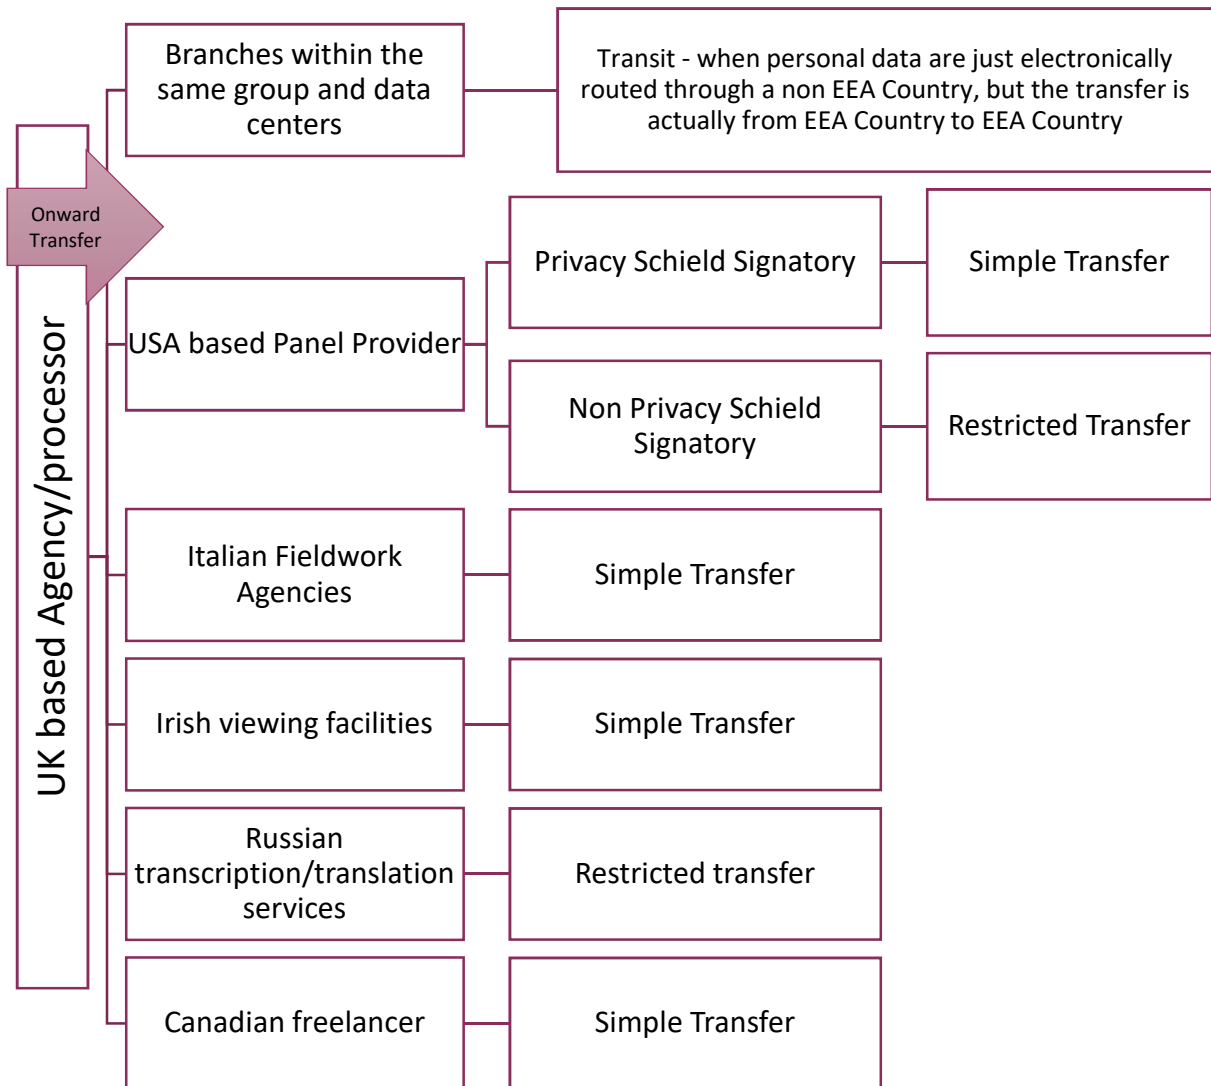 Branches within the
same group and data
centers
Transit - when personal data are just electronically
routed through a non EEA Country, but the transfer is
actually from EEA Country to EEA Country
Onward
Transfer
UK based Agency/processor
USA based Panel Provider
Privacy Schield Signatory
Simple Transfer
Non Privacy Schield
Signatory
Restricted Transfer
Italian Fieldwork
Agencies
Simple Transfer
Irish viewing facilities
Simple Transfer
Russian
transcription/translation
services
Restricted transfer
Canadian freelancer
Simple Transfer